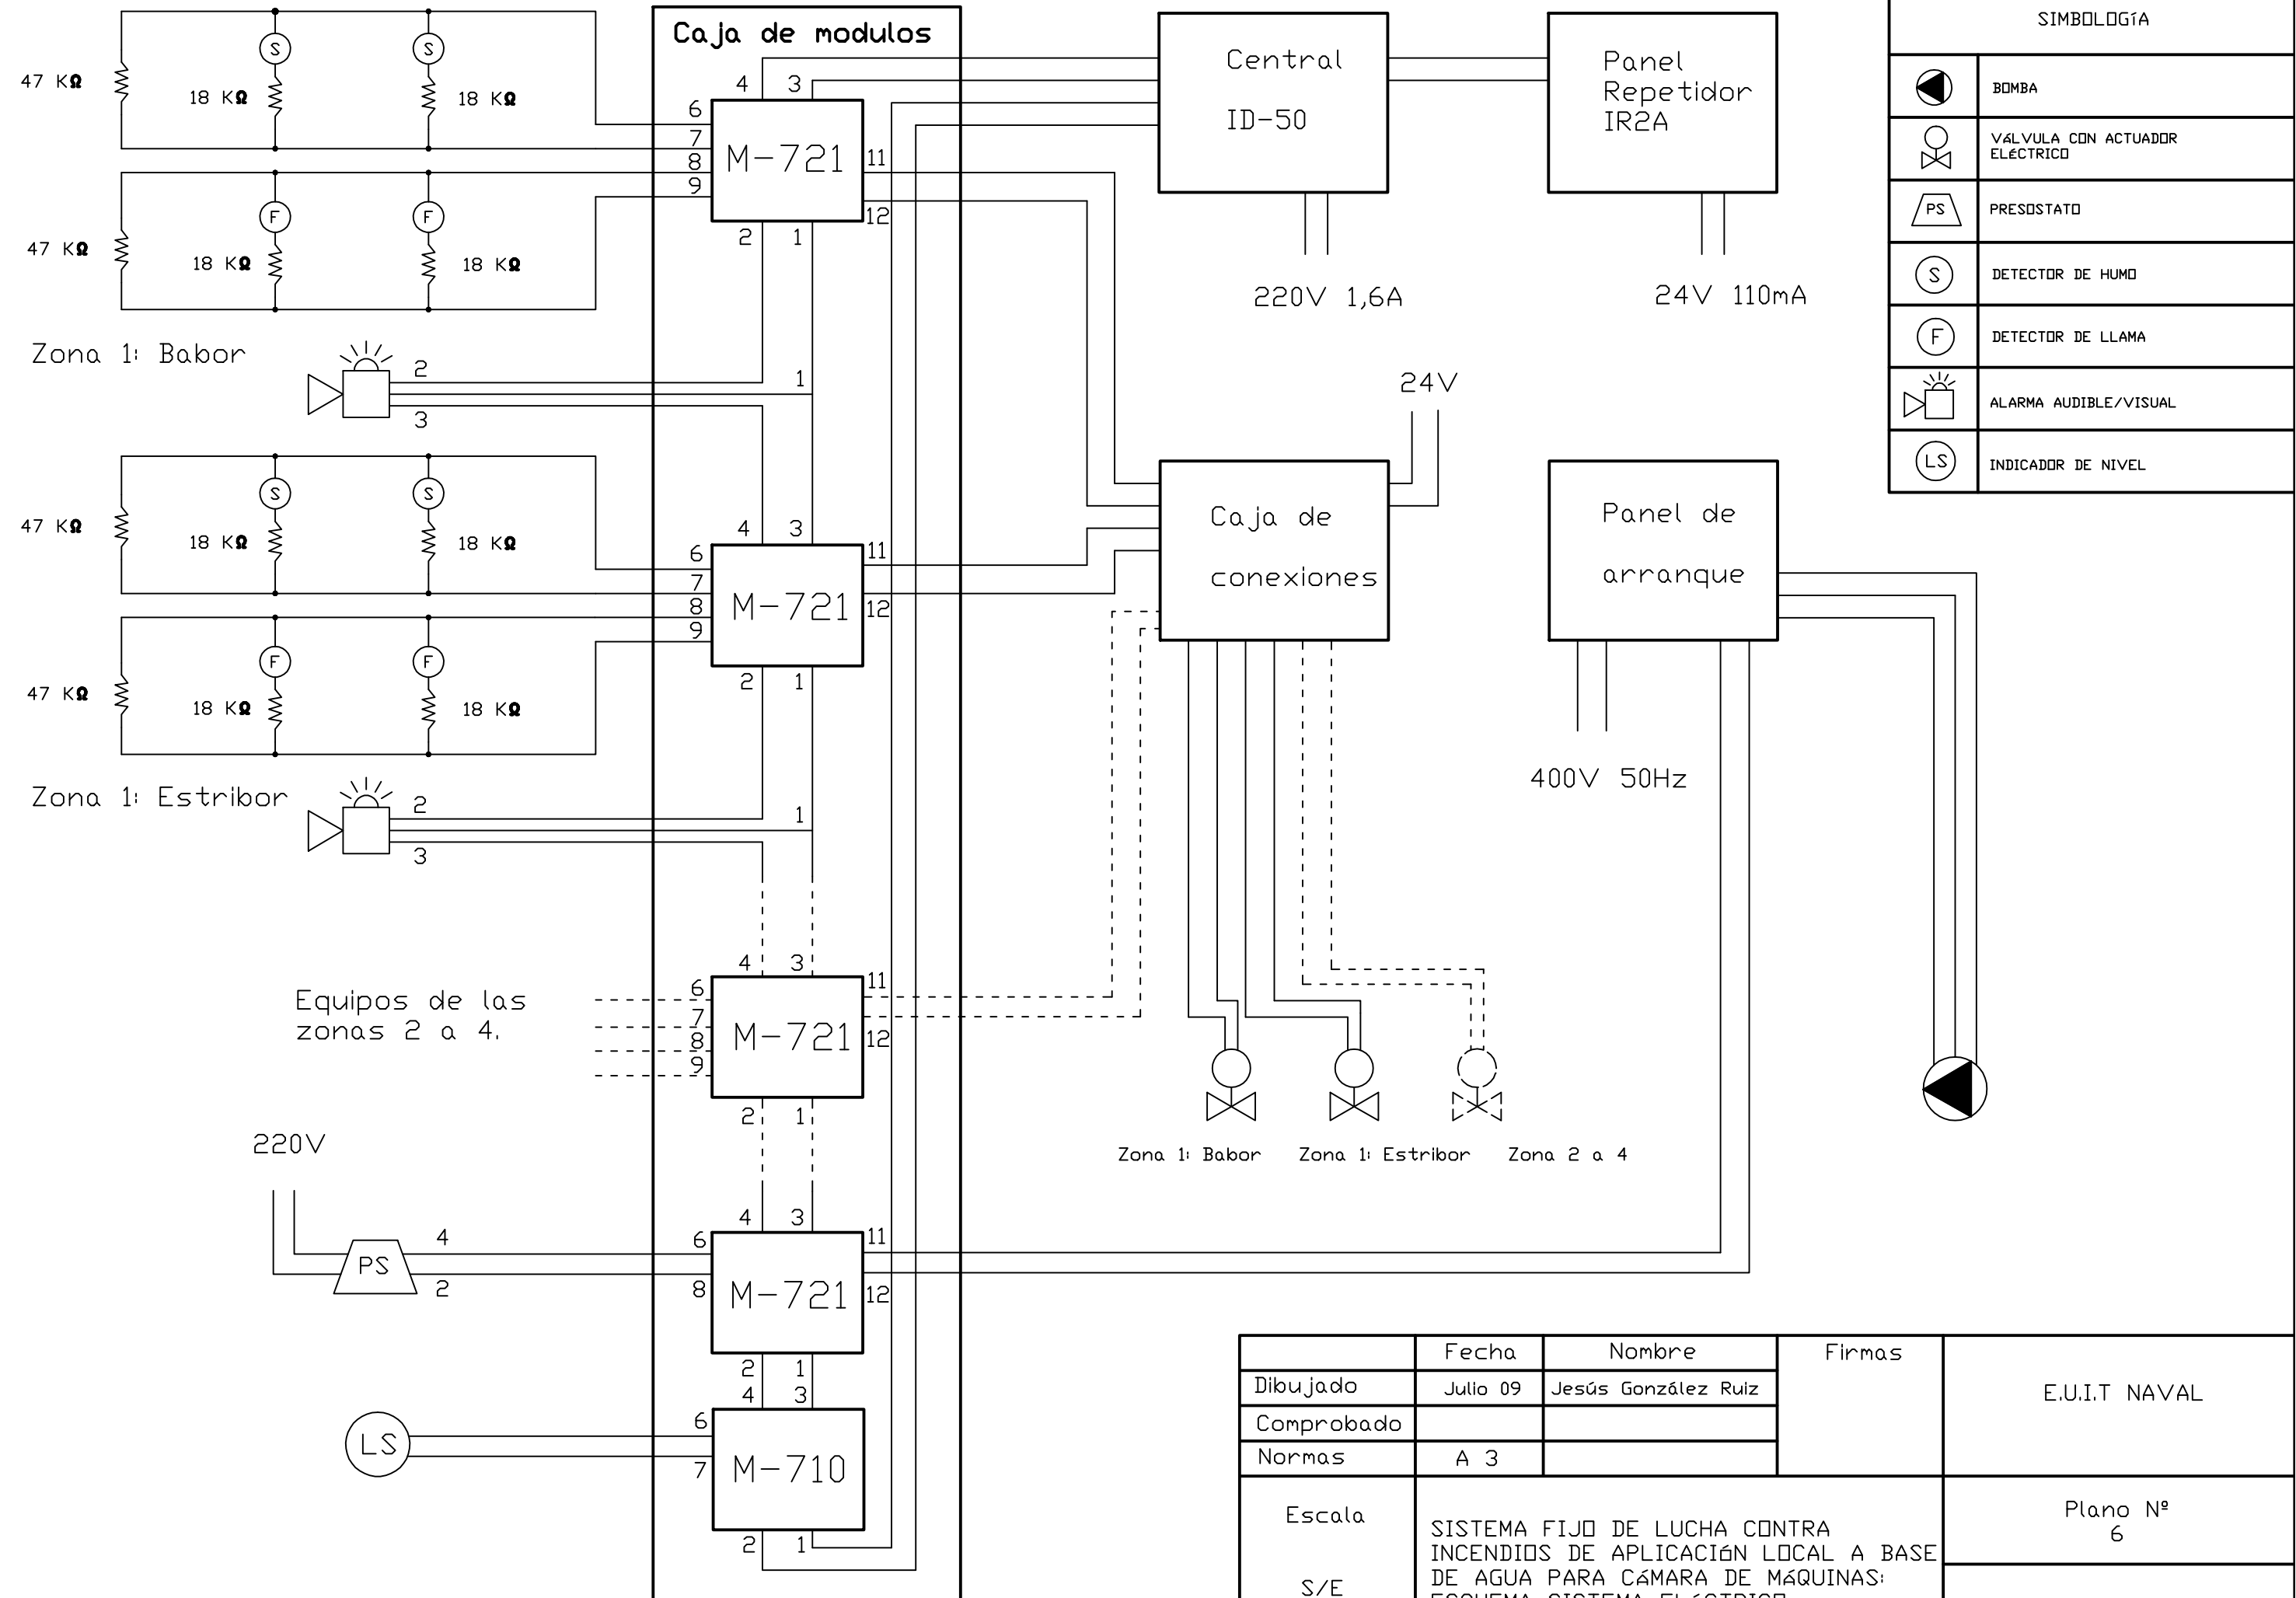 Caja de modulos
SIMBOLOGíA
BOMBA
VáLVULA CON ACTUADOR
ELéCTRICO
PS
PRESOSTATO
S
DETECTOR DE HUMO
F
DETECTOR DE LLAMA
ALARMA AUDIBLE/VISUAL
LS
INDICADOR DE NIVEL
Central
ID-50
220V 1,6A
Panel
Repetidor
IR2A
24V 110mA
S
S
47 KΩ
18 KΩ
18 KΩ
F
F
47 KΩ
18 KΩ
18 KΩ
Zona 1: Babor
4
3
6
7
8
9
M-721
11
12
2
1
2
1
3
S
S
47 KΩ
18 KΩ
18 KΩ
F
F
47 KΩ
18 KΩ
18 KΩ
Zona 1: Estribor
4
3
6
7
8
9
M-721
11
12
2
1
2
1
3
24V
Caja de
conexiones
Panel de
arranque
400V 50Hz
Equipos de las
zonas 2 a 4.
4
3
6
7
8
9
M-721
11
12
2
1
Zona 1: Babor
Zona 1: Estribor
Zona 2 a 4
220V
PS
4
2
4
3
6
8
M-721
11
12
2
1
LS
4
3
6
7
M-710
2
1
Fecha
Nombre
Firmas
Dibujado
Julio 09
Jesús González Ruiz
E.U.I.T NAVAL
Comprobado
Normas
A 3
Escala
S/E
SISTEMA FIJO DE LUCHA CONTRA
INCENDIOS DE APLICACIóN LOCAL A BASE
DE AGUA PARA CáMARA DE MáQUINAS:
ESQUEMA SISTEMA ELéCTRICO
Plano Nº
6